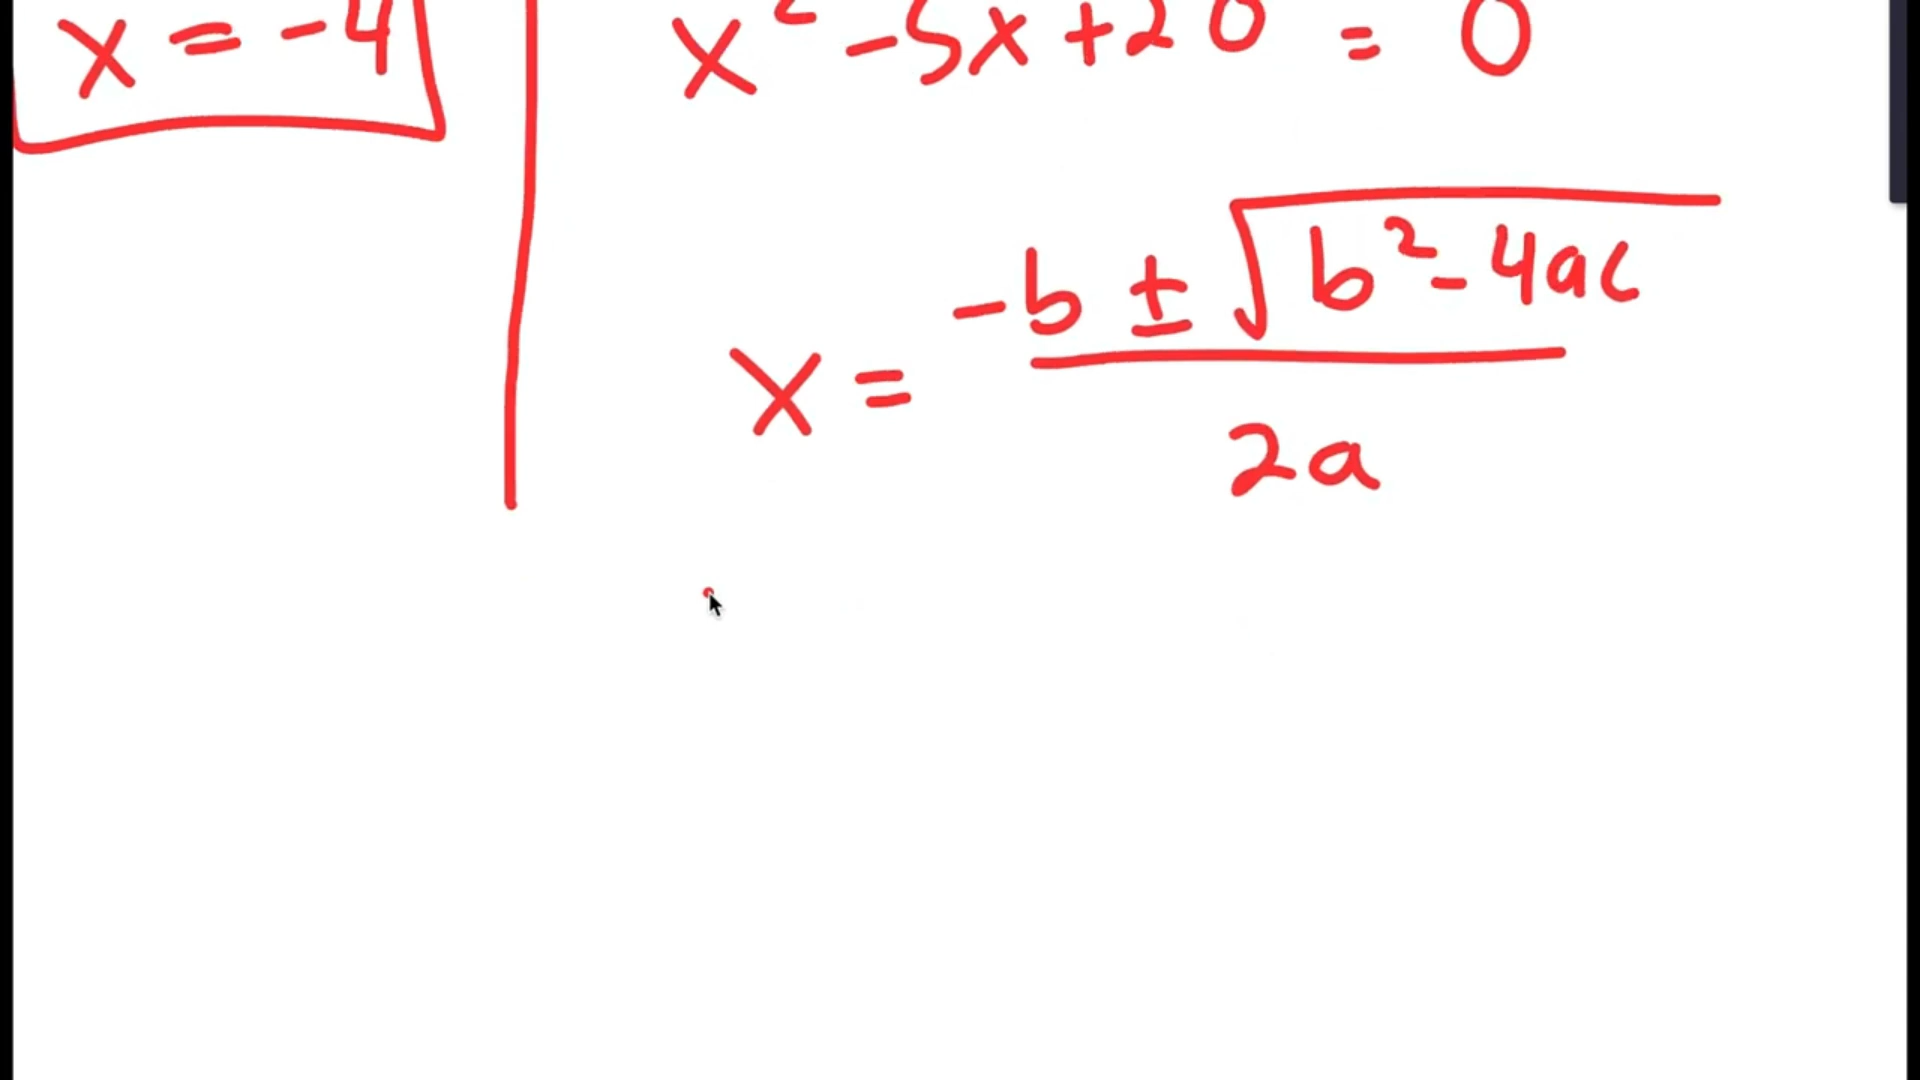 x = -4
x² - 5x + 20 = 0
x = -b ± √b² - 4ac
2a